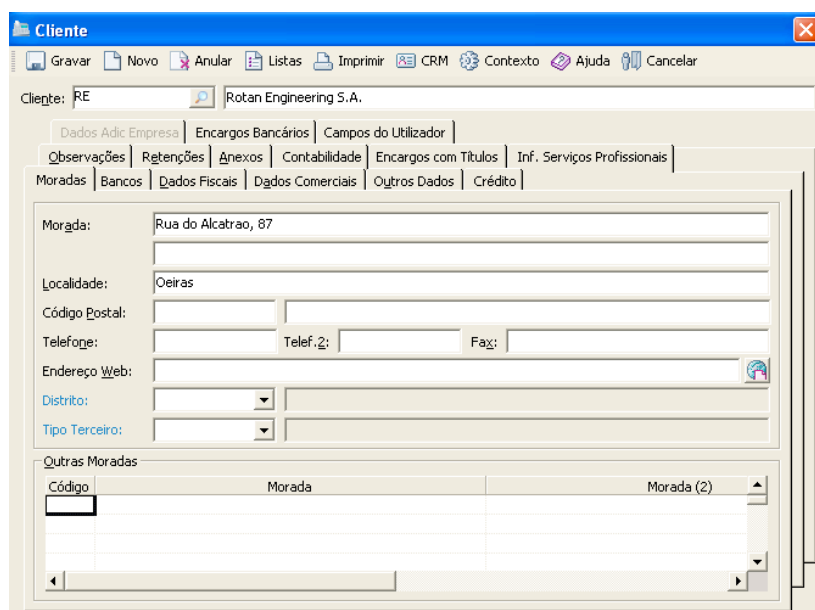 Cliente
Gravar Novo Anular Listas Imprimir CRM Contexto Ajuda Cancelar
Cliente: RE Rotan Engineering S.A.
Dados Adic Empresa Encargos Bancários Campos do Utilizador
Observações Retenções Anexos Contabilidade Encargos com Títulos Inf. Serviços Profissionais
Moradas Bancos Dados Fiscais Dados Comerciais Outros Dados Crédito
Morada: Rua do Alcatrao, 87
Localidade: Oeiras
Código Postal:
Telefone: Telef.2: Fax:
Endereço Web:
Distrito:
Tipo Terceiro:
Outras Moradas
Código Morada Morada (2)